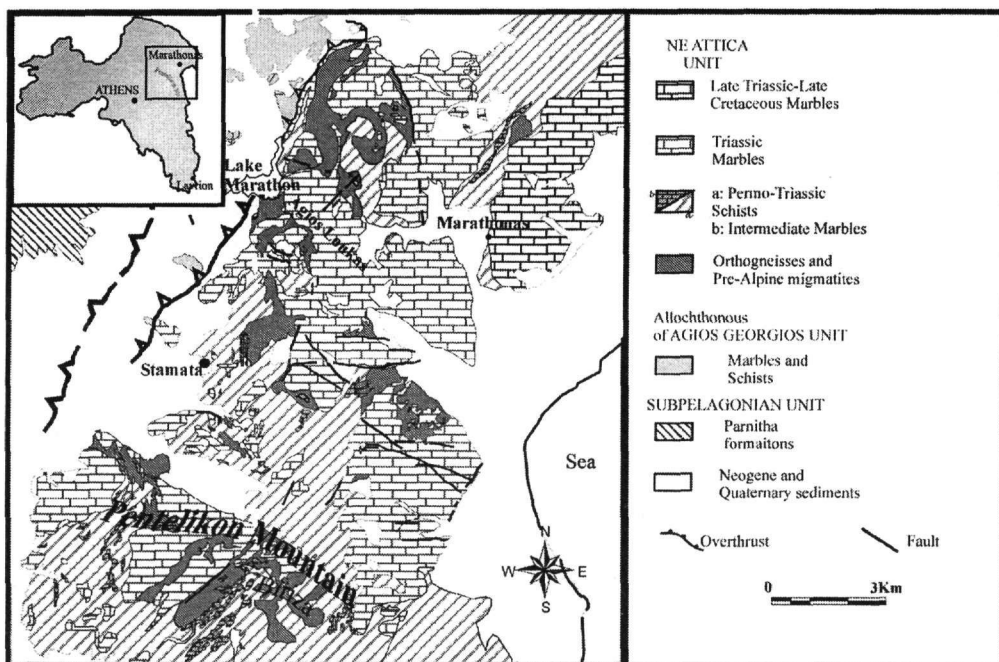 Marathonas
ATHENS
Lavrion
Lake
Marathon
Agios Loukas
Marathonas
Stamata
Sea
Pentelikon Mountain
N
W
E
S
NE ATTICA
UNIT
Late Triassic-Late
Cretaceous Marbles
Triassic
Marbles
b
a
a: Permo-Triassic
Schists
b: Intermediate Marbles
Orthogneisses and
Pre-Alpine migmatites
Allochthonous
of AGIOS GEORGIOS UNIT
Marbles and
Schists
SUBPELAGONIAN UNIT
Parnitha
formaitons
Neogene and
Quaternary sediments
Overthrust
Fault
0
3Km